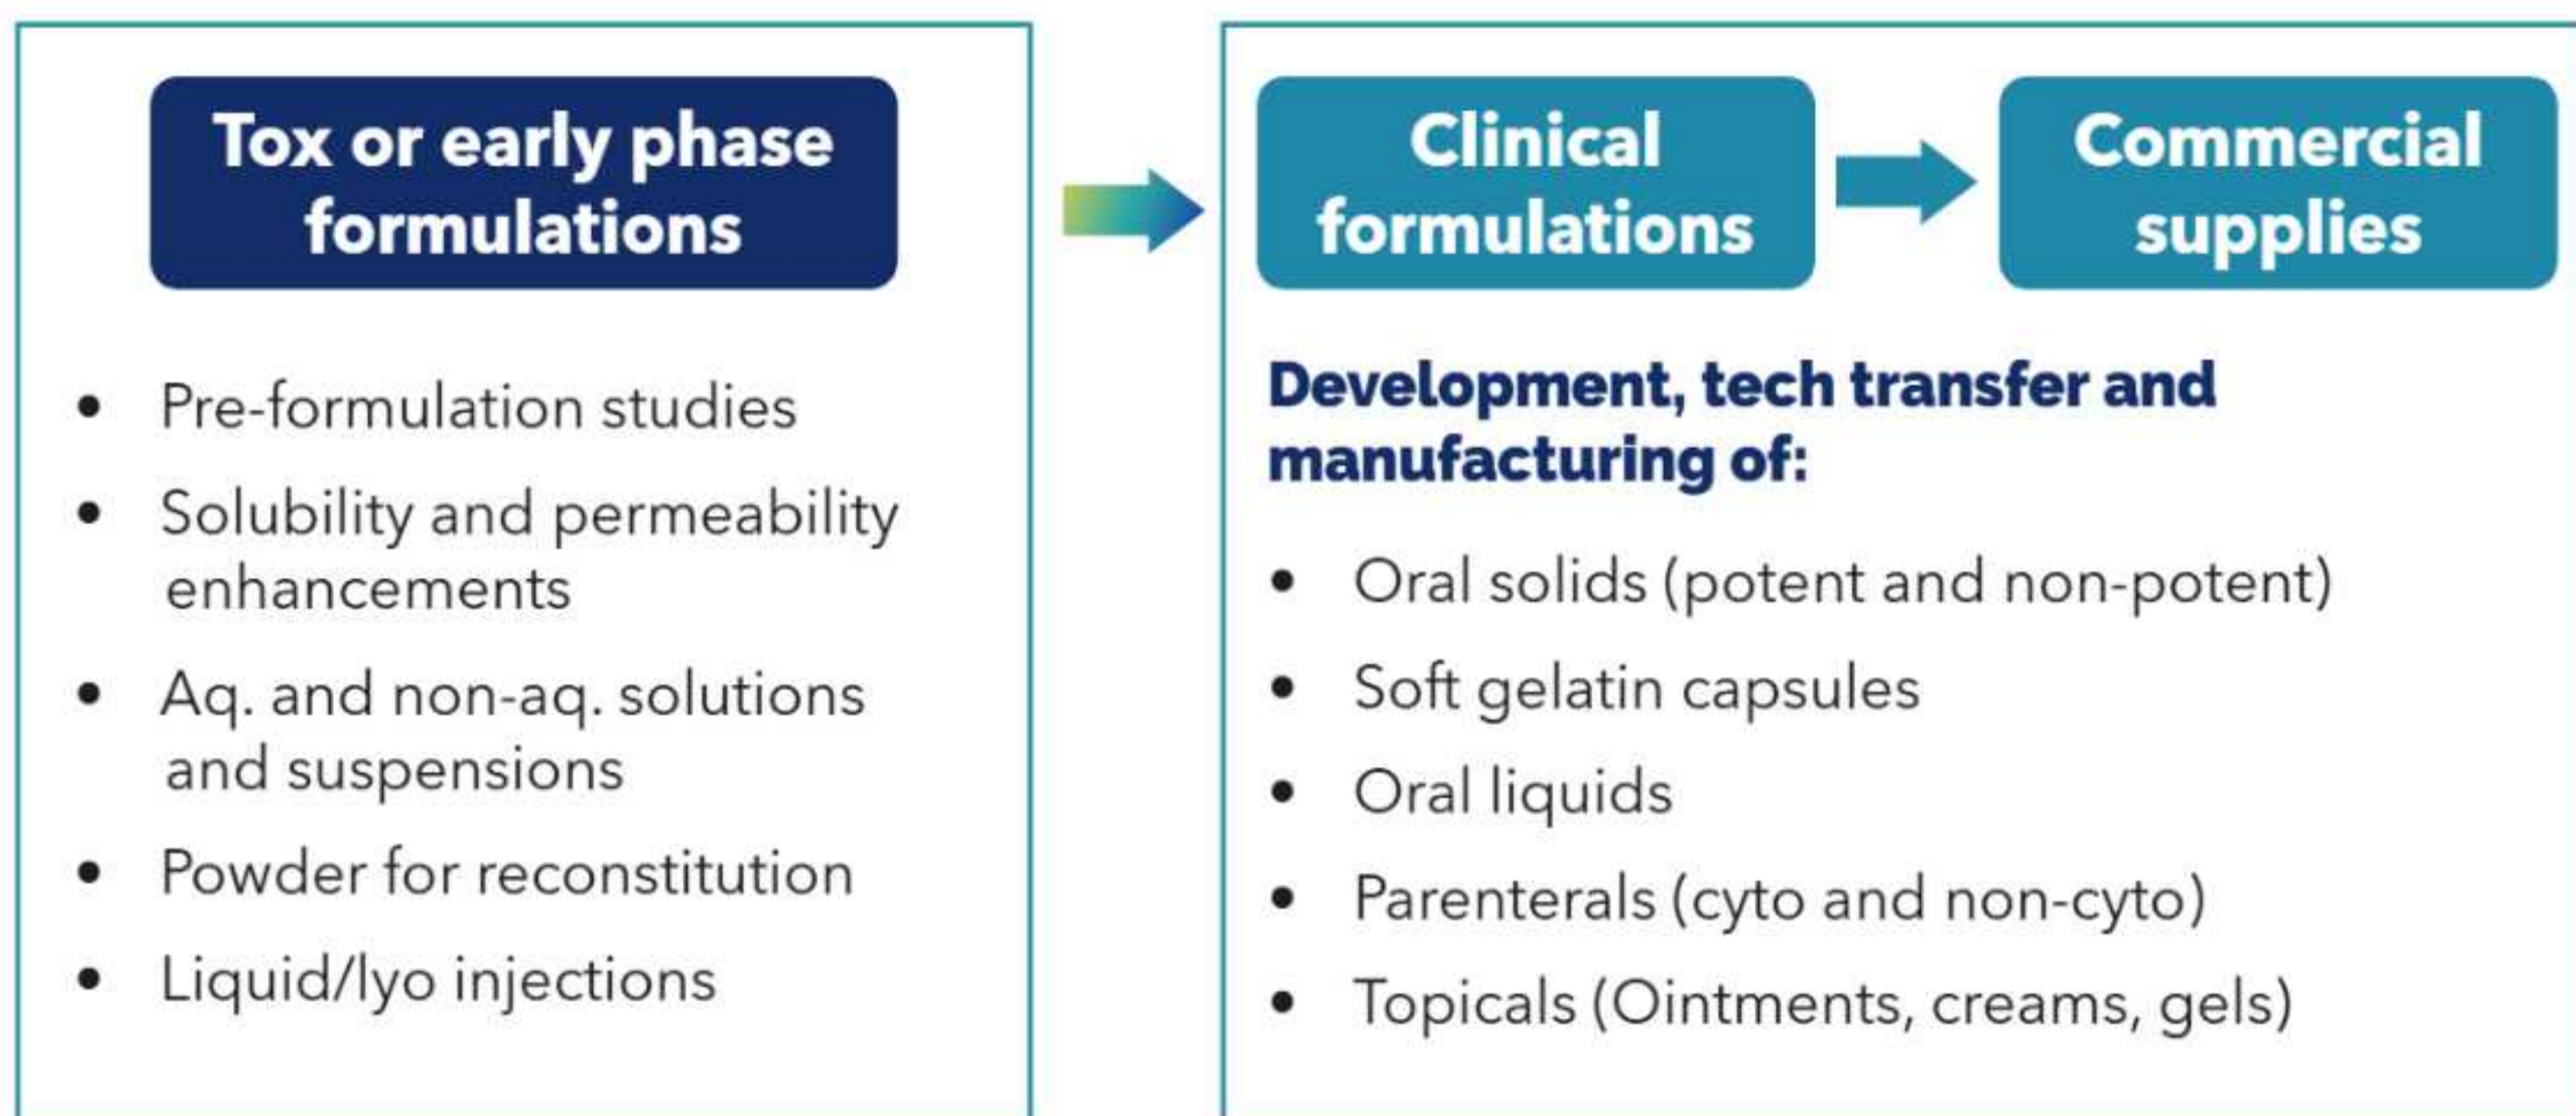 Tox or early phase
formulations
• Pre-formulation studies
• Solubility and permeability
enhancements
• Aq. and non-aq. solutions
and suspensions
• Powder for reconstitution
• Liquid/lyo injections
Clinical
formulations
Commercial
supplies
Development, tech transfer and
manufacturing of:
• Oral solids (potent and non-potent)
• Soft gelatin capsules
• Oral liquids
• Parenterals (cyto and non-cyto)
• Topicals (Ointments, creams, gels)